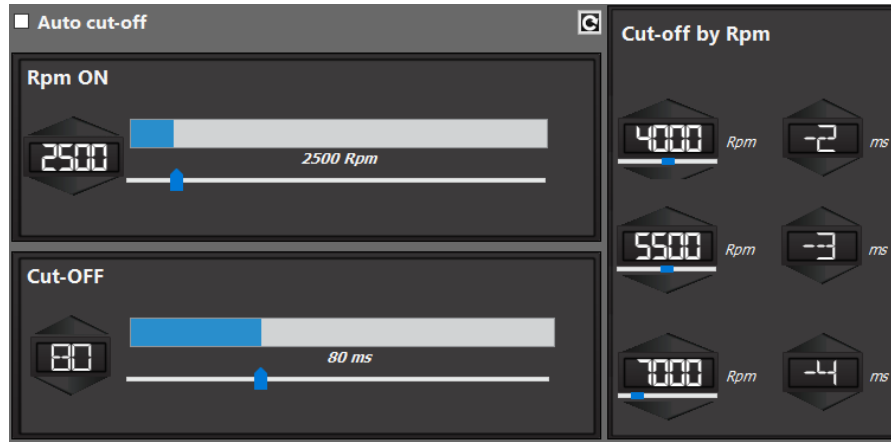 Auto cut-off
Rpm ON
2500
2500 Rpm
Cut-OFF
80
80 ms
Cut-off by Rpm
4000 Rpm -2 ms
5500 Rpm -3 ms
7000 Rpm -4 ms